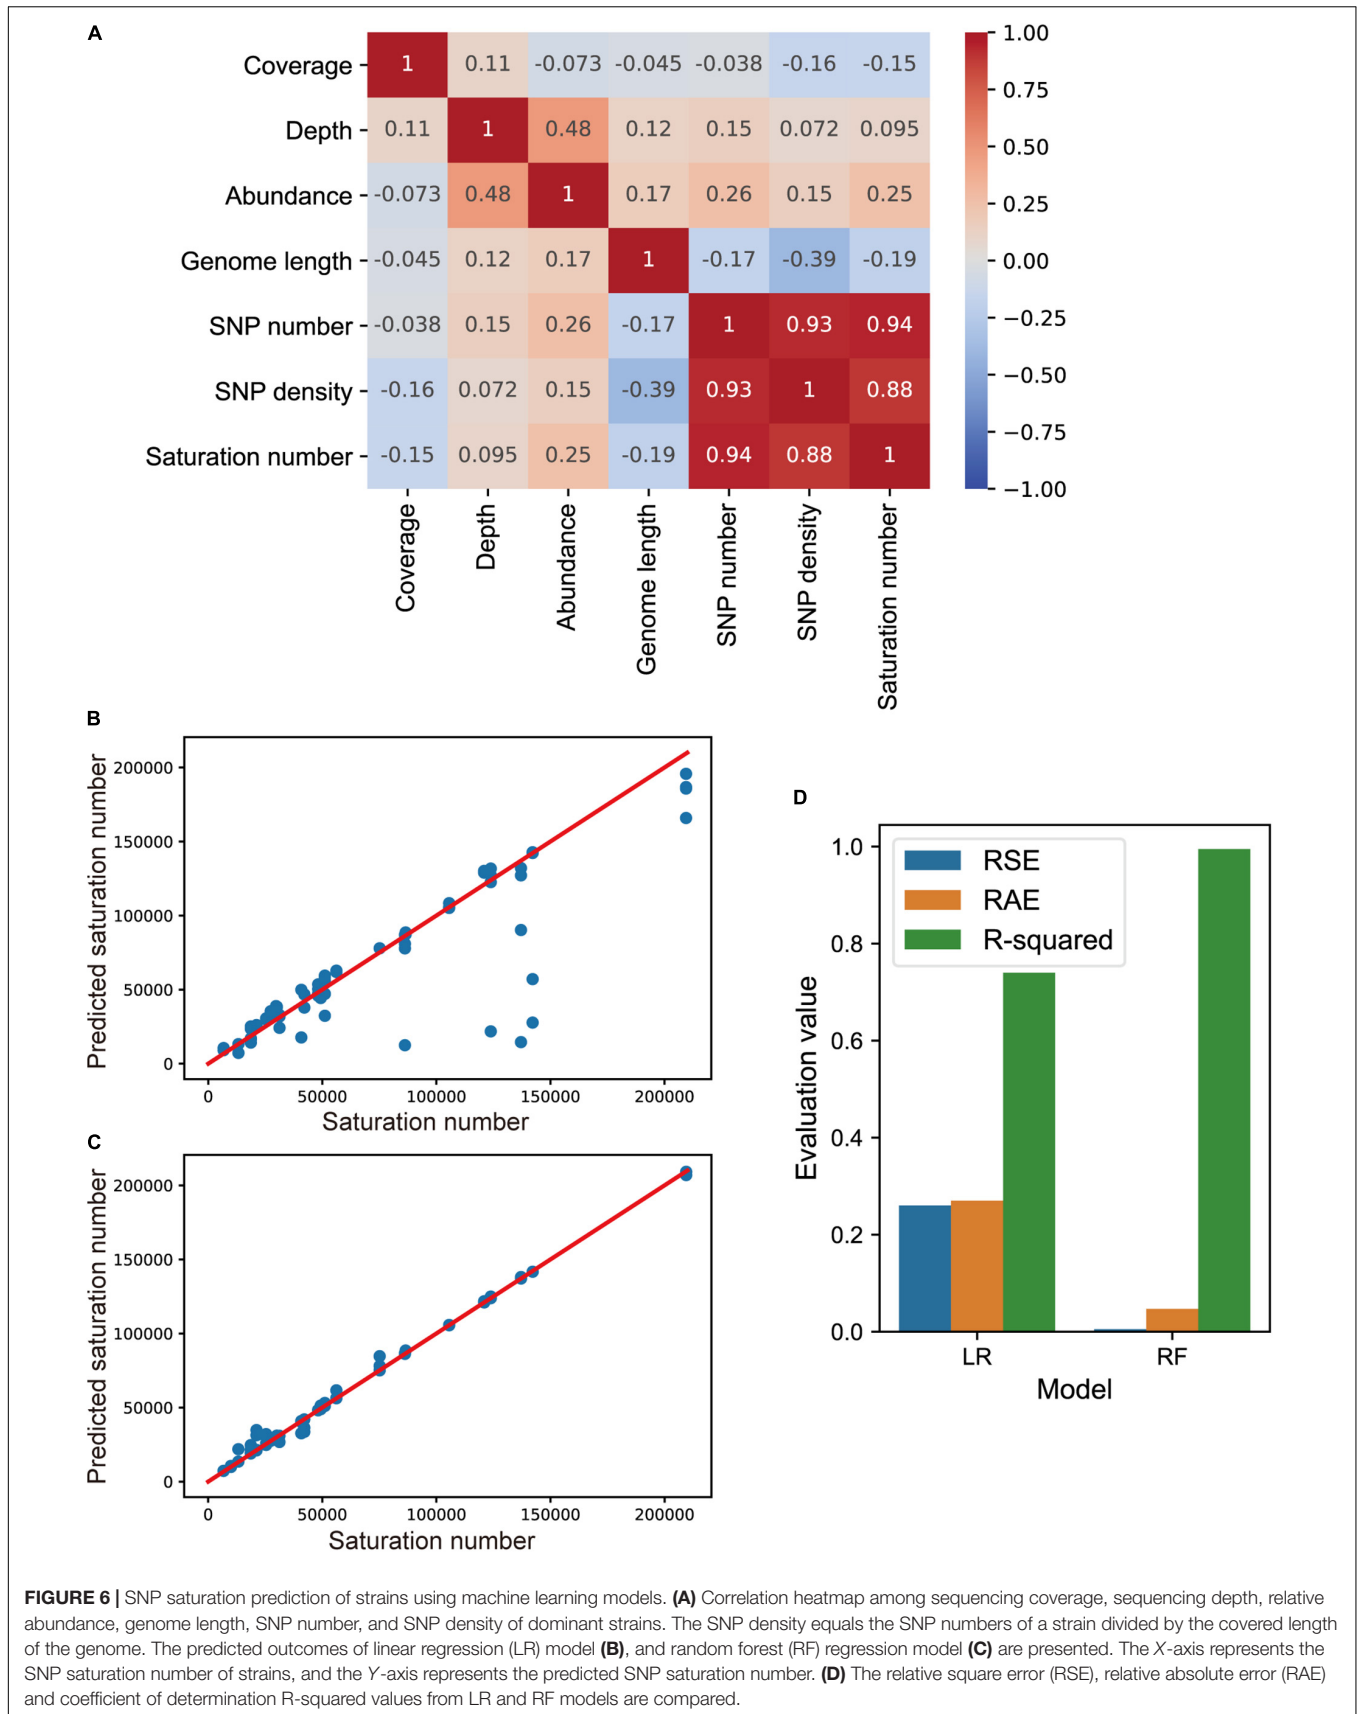 A
Coverage 1 0.11 -0.073 -0.045 -0.038 -0.16 -0.15
Depth 0.11 1 0.48 0.12 0.15 0.072 0.095
Abundance -0.073 0.48 1 0.17 0.26 0.15 0.25
Genome length -0.045 0.12 0.17 1 -0.17 -0.39 -0.19
SNP number -0.038 0.15 0.26 -0.17 1 0.93 0.94
SNP density -0.16 0.072 0.15 -0.39 0.93 1 0.88
Saturation number -0.15 0.095 0.25 -0.19 0.94 0.88 1
Coverage
Depth
Abundance
Genome length
SNP number
SNP density
Saturation number
1.00
0.75
0.50
0.25
0.00
−0.25
−0.50
−0.75
−1.00
B
Predicted saturation number
200000
150000
100000
50000
0
0 50000 100000 150000 200000
Saturation number
C
Predicted saturation number
200000
150000
100000
50000
0
0 50000 100000 150000 200000
Saturation number
D
Evaluation value
1.0
0.8
0.6
0.4
0.2
0.0
RSE
RAE
R-squared
LR RF
Model
FIGURE 6 | SNP saturation prediction of strains using machine learning models. (A) Correlation heatmap among sequencing coverage, sequencing depth, relative
abundance, genome length, SNP number, and SNP density of dominant strains. The SNP density equals the SNP numbers of a strain divided by the covered length
of the genome. The predicted outcomes of linear regression (LR) model (B), and random forest (RF) regression model (C) are presented. The X-axis represents the
SNP saturation number of strains, and the Y-axis represents the predicted SNP saturation number. (D) The relative square error (RSE), relative absolute error (RAE)
and coefficient of determination R-squared values from LR and RF models are compared.